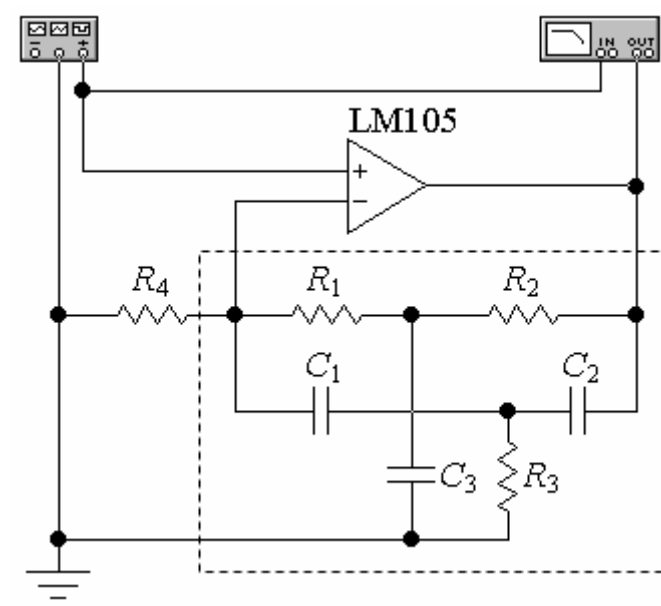 − +
IN OUT
LM105
+
−
R4 R1 R2
C1 C2
C3 R3